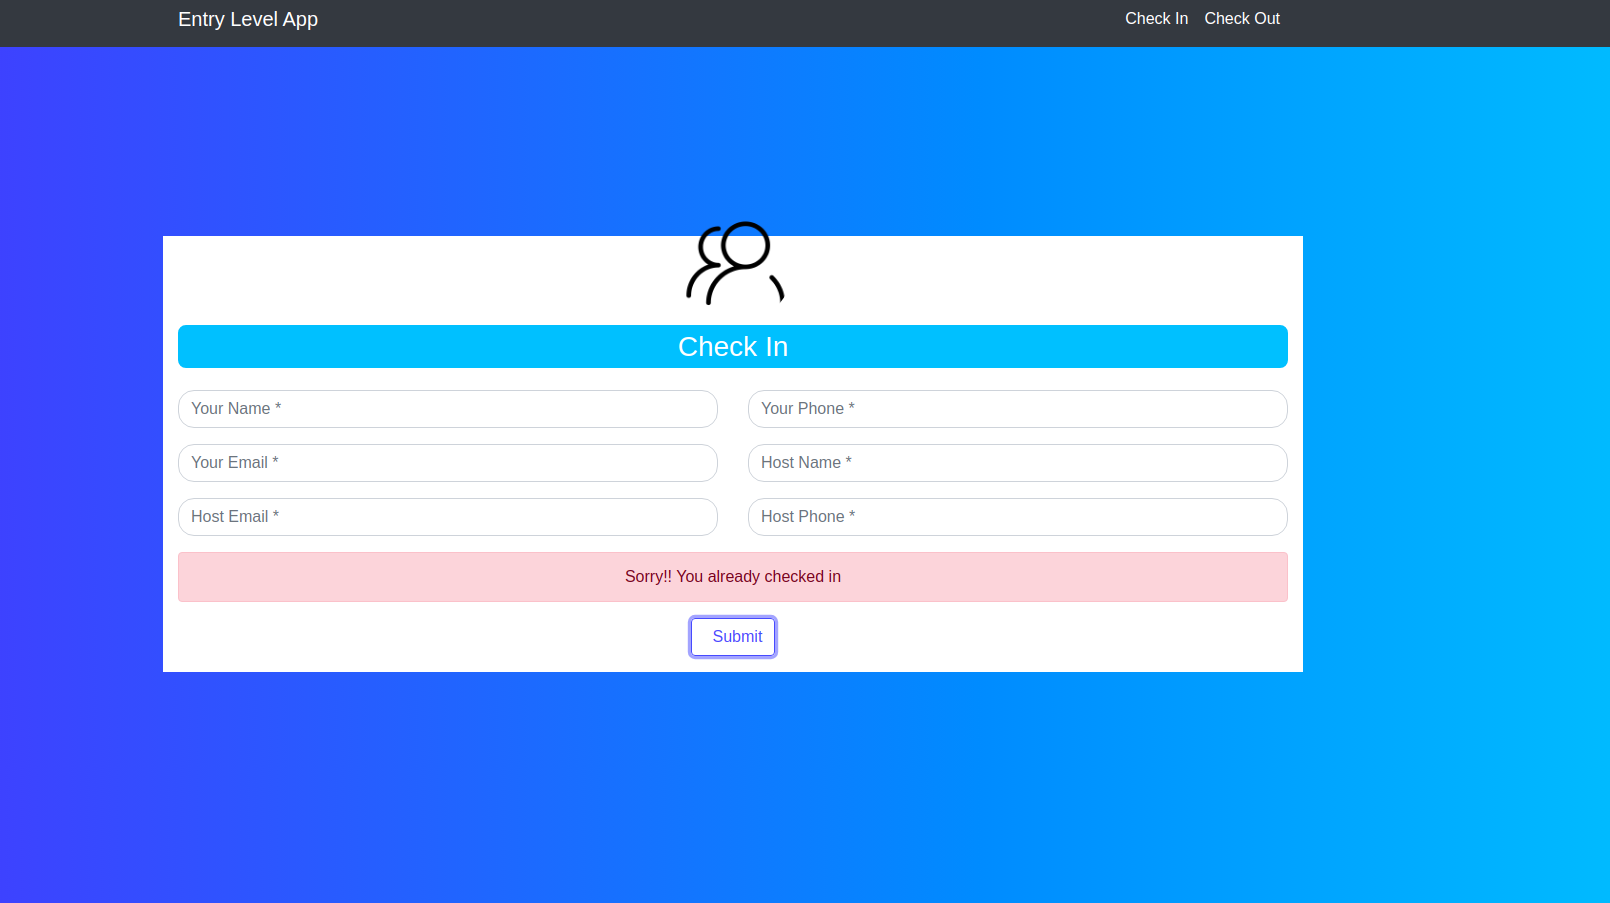 Entry Level App
Check In
Check Out
Check In
Your Name *
Your Phone *
Your Email *
Host Name *
Host Email *
Host Phone *
Sorry!! You already checked in
Submit